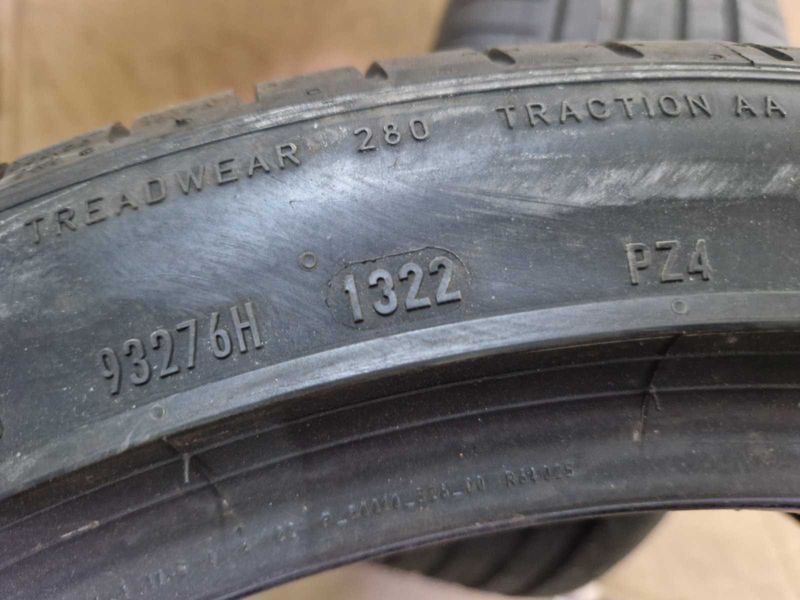 TREADWEAR 280 TRACTION AA
93276H 1322 PZ4